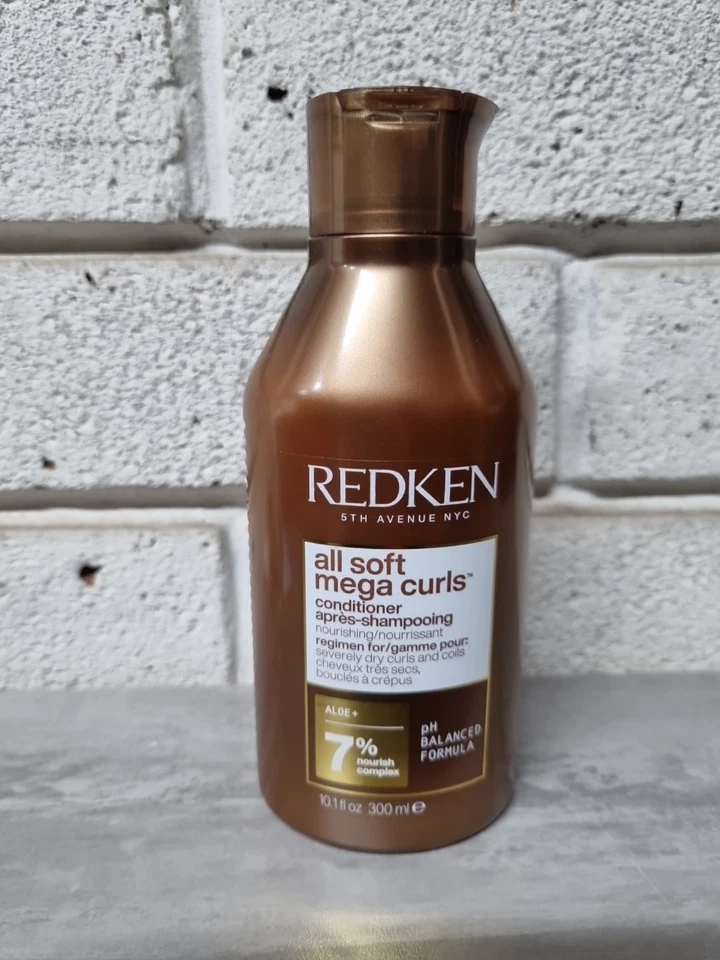 REDKEN
5TH AVENUE NYC
all soft
mega curls™
conditioner
après-shampooing
nourishing/nourrissant
regimen for/gamme pour:
severely dry curls and coils
cheveux très secs,
bouclés à crépus
ALOE+
7%
nourish
complex
pH
BALANCED
FORMULA
10.1 fl oz 300 ml ℮